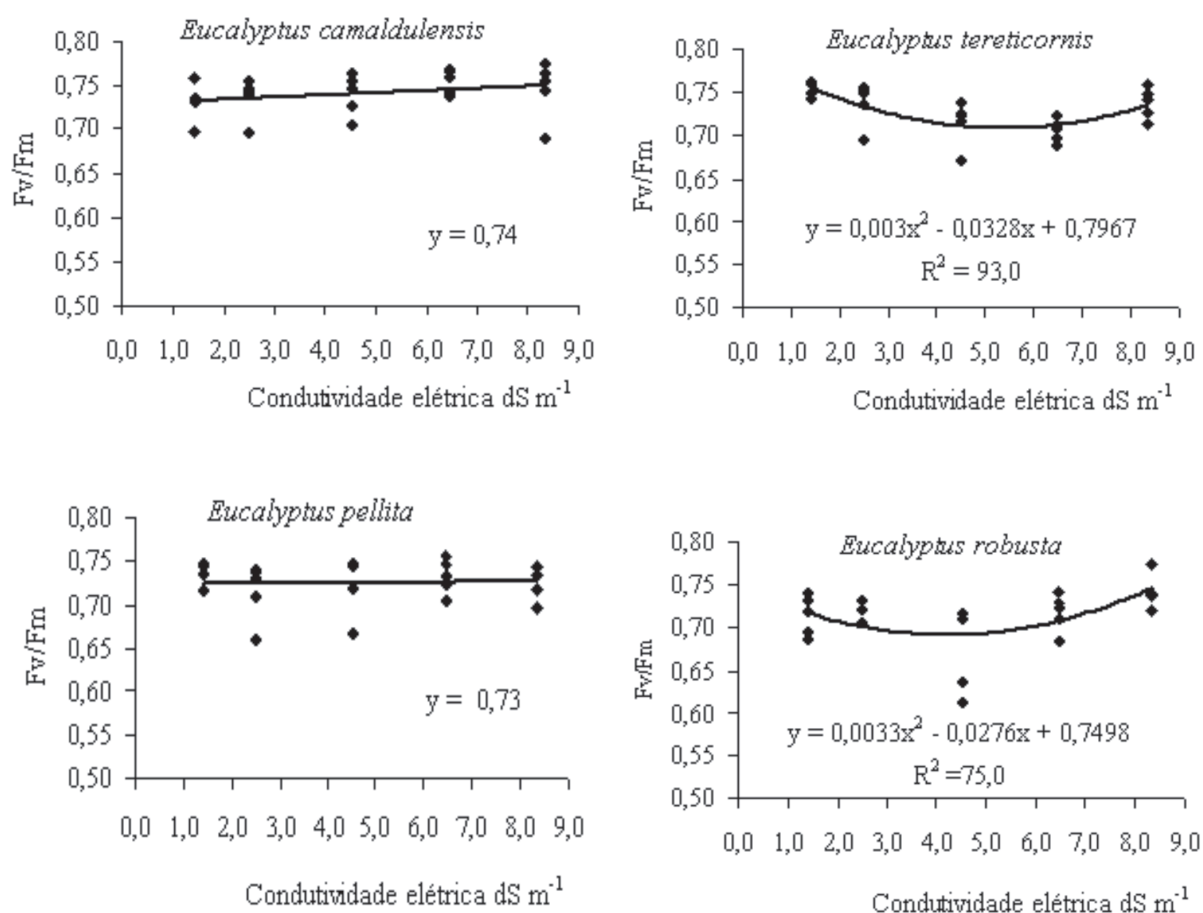 Eucalyptus camaldulensis
0,80
0,75
0,70
0,65
0,60
0,55
0,50
Fv/Fm
y = 0,74
0,0 1,0 2,0 3,0 4,0 5,0 6,0 7,0 8,0 9,0
Condutividade elétrica dS m⁻¹
Eucalyptus tereticornis
0,80
0,75
0,70
0,65
0,60
0,55
0,50
Fv/Fm
y = 0,003x² - 0,0328x + 0,7967
R² = 93,0
0,0 1,0 2,0 3,0 4,0 5,0 6,0 7,0 8,0 9,0
Condutividade elétrica dS m⁻¹
Eucalyptus pellita
0,80
0,75
0,70
0,65
0,60
0,55
0,50
Fv/Fm
y = 0,73
0,0 1,0 2,0 3,0 4,0 5,0 6,0 7,0 8,0 9,0
Condutividade elétrica dS m⁻¹
Eucalyptus robusta
0,80
0,75
0,70
0,65
0,60
0,55
0,50
Fv/Fm
y = 0,0033x² - 0,0276x + 0,7498
R² =75,0
0,0 1,0 2,0 3,0 4,0 5,0 6,0 7,0 8,0 9,0
Condutividade elétrica dS m⁻¹